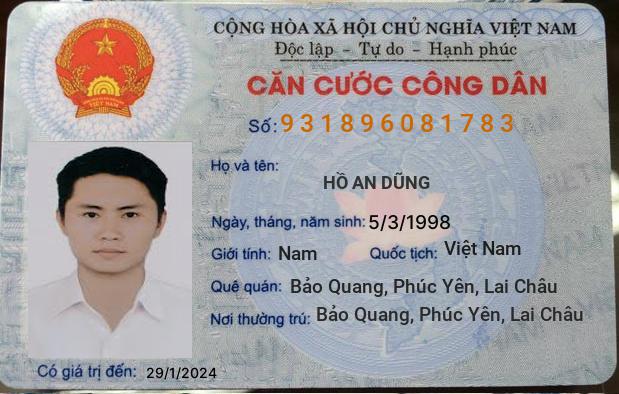 CỘNG HÒA XÃ HỘI CHỦ NGHĨA VIỆT NAM
Độc lập - Tự do - Hạnh phúc
CĂN CƯỚC CÔNG DÂN
Số: 931896081783
Họ và tên:
HỒ AN DŨNG
Ngày, tháng, năm sinh: 5/3/1998
Giới tính: Nam Quốc tịch: Việt Nam
Quê quán: Bảo Quang, Phúc Yên, Lai Châu
Nơi thường trú: Bảo Quang, Phúc Yên, Lai Châu
Có giá trị đến: 29/1/2024
VIỆT NAM